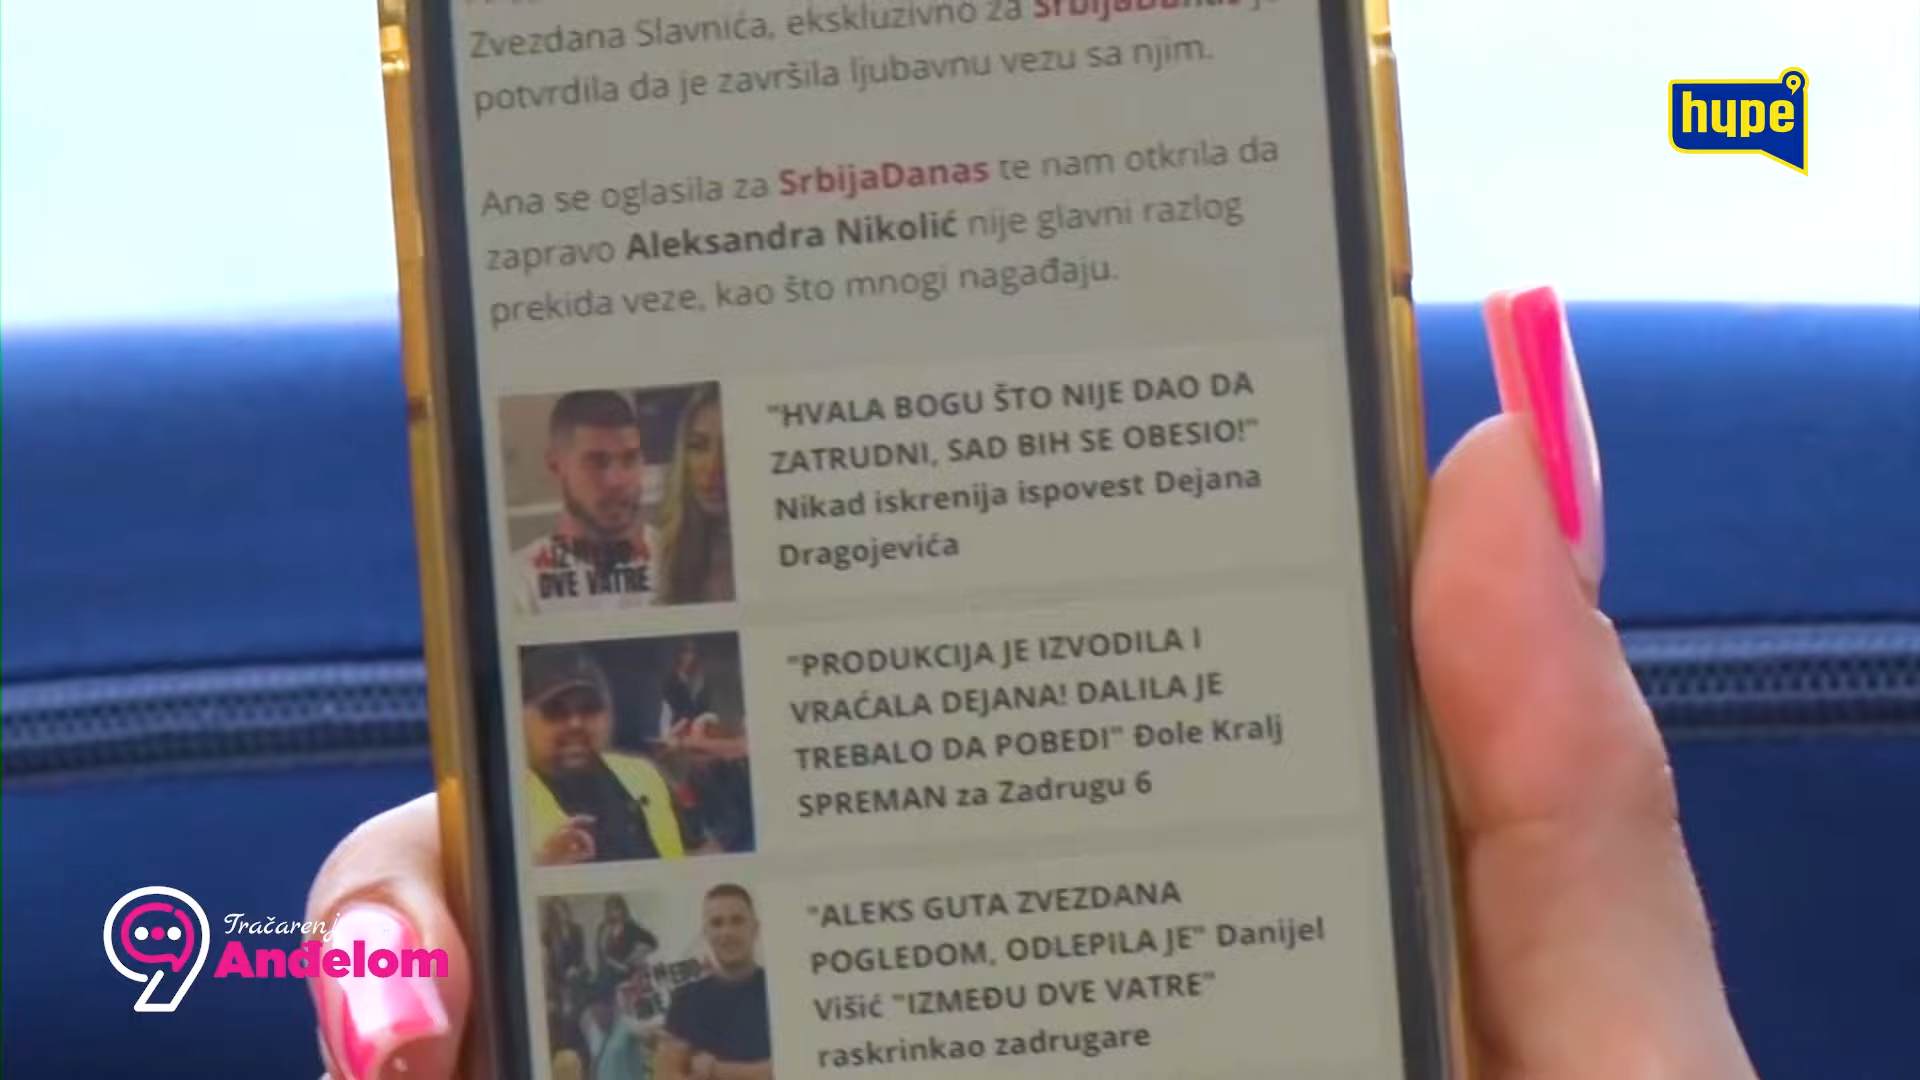 Zvezdana Slavnića, ekskluzivno za SrbijaDanas je
potvrdila da je završila ljubavnu vezu sa njim.
Ana se oglasila za SrbijaDanas te nam otkrila da
zapravo Aleksandra Nikolić nije glavni razlog
prekida veze, kao što mnogi nagađaju.
"HVALA BOGU ŠTO NIJE DAO DA
ZATRUDNI, SAD BIH SE OBESIO!"
Nikad iskrenija ispovest Dejana
Dragojevića
IZMEĐU
DVE VATRE
"PRODUKCIJA JE IZVODILA I
VRAĆALA DEJANA! DALILA JE
TREBALO DA POBEDI" Đole Kralj
SPREMAN za Zadrugu 6
"ALEKS GUTA ZVEZDANA
POGLEDOM, ODLEPILA JE" Danijel
Višić "IZMEĐU DVE VATRE"
raskrinkao zadrugare
hype
Tračarenj
Anđelom